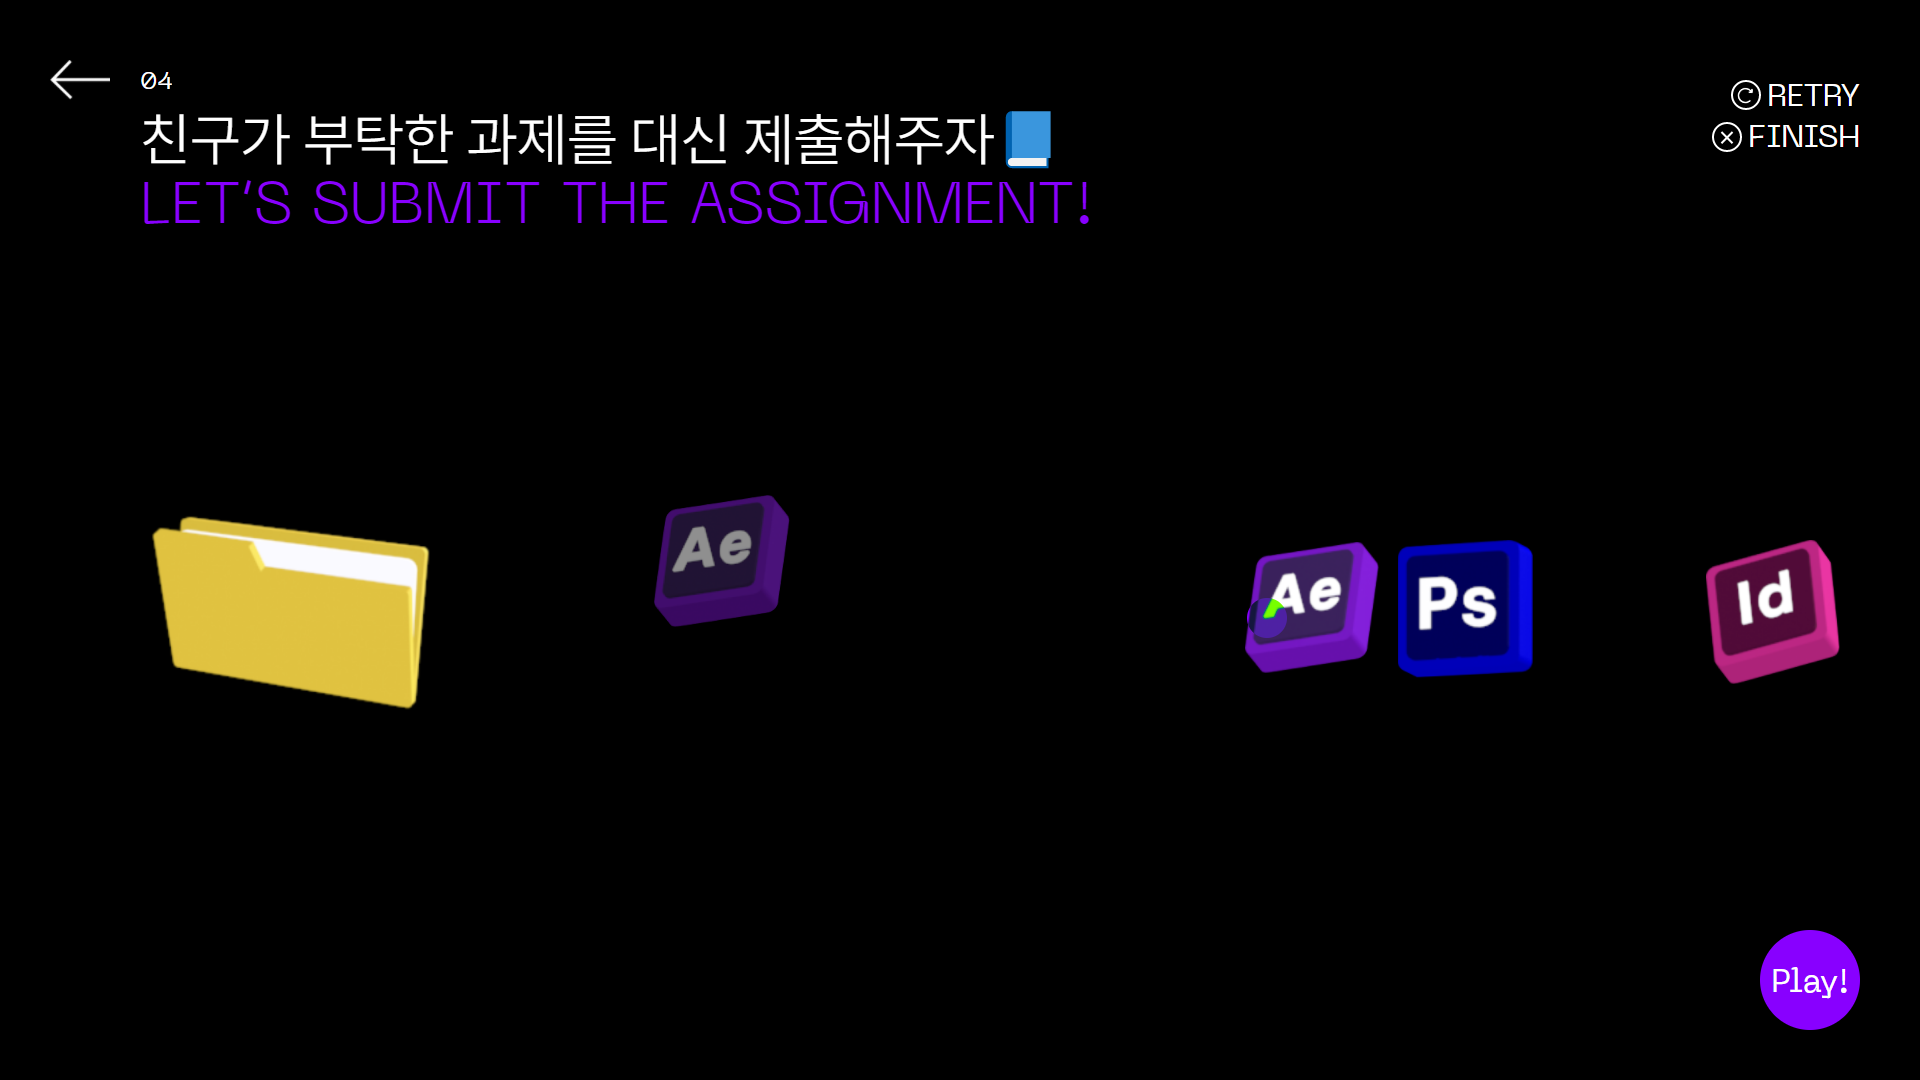 04
친구가 부탁한 과제를 대신 제출해주자
LET'S SUBMIT THE ASSIGNMENT!
RETRY
FINISH
Ae
Ae
Ps
Id
Play!